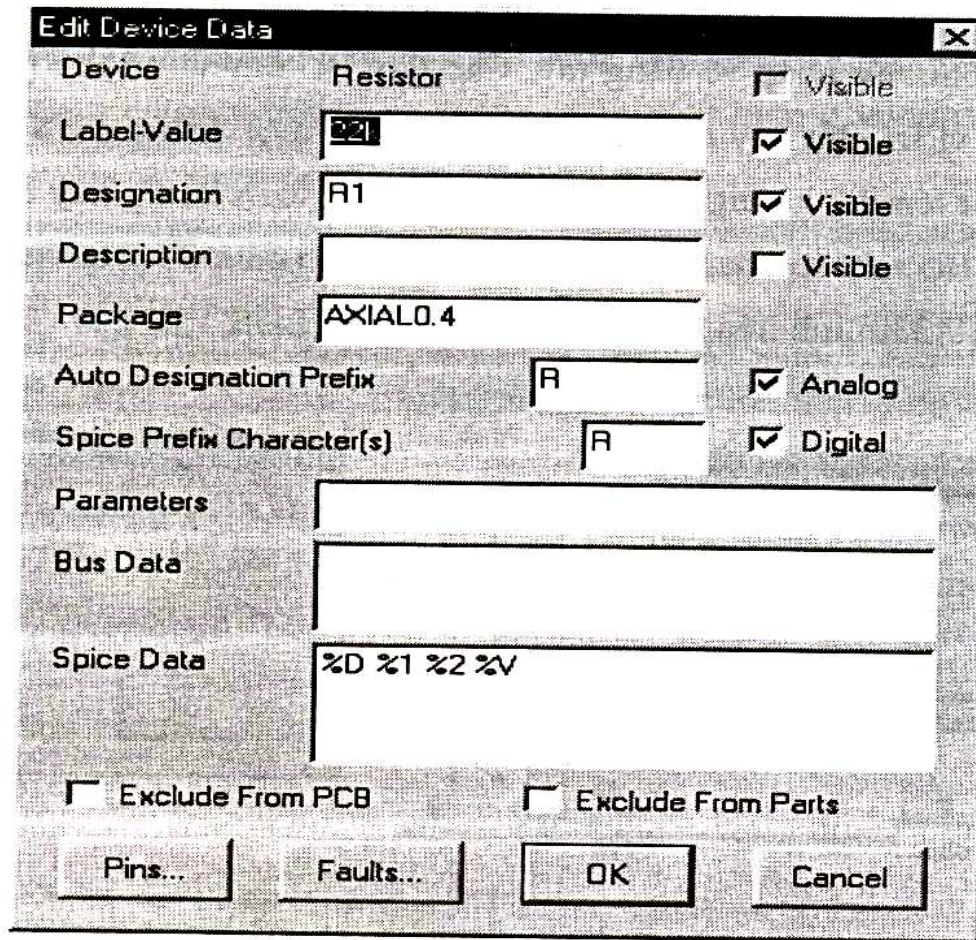 Edit Device Data
Device Resistor Visible
Label-Value Visible
Designation R1 Visible
Description Visible
Package AXIAL0.4
Auto Designation Prefix R Analog
Spice Prefix Character(s) R Digital
Parameters
Bus Data
Spice Data %D %1 %2 %V
Exclude From PCB Exclude From Parts
Pins... Faults... OK Cancel